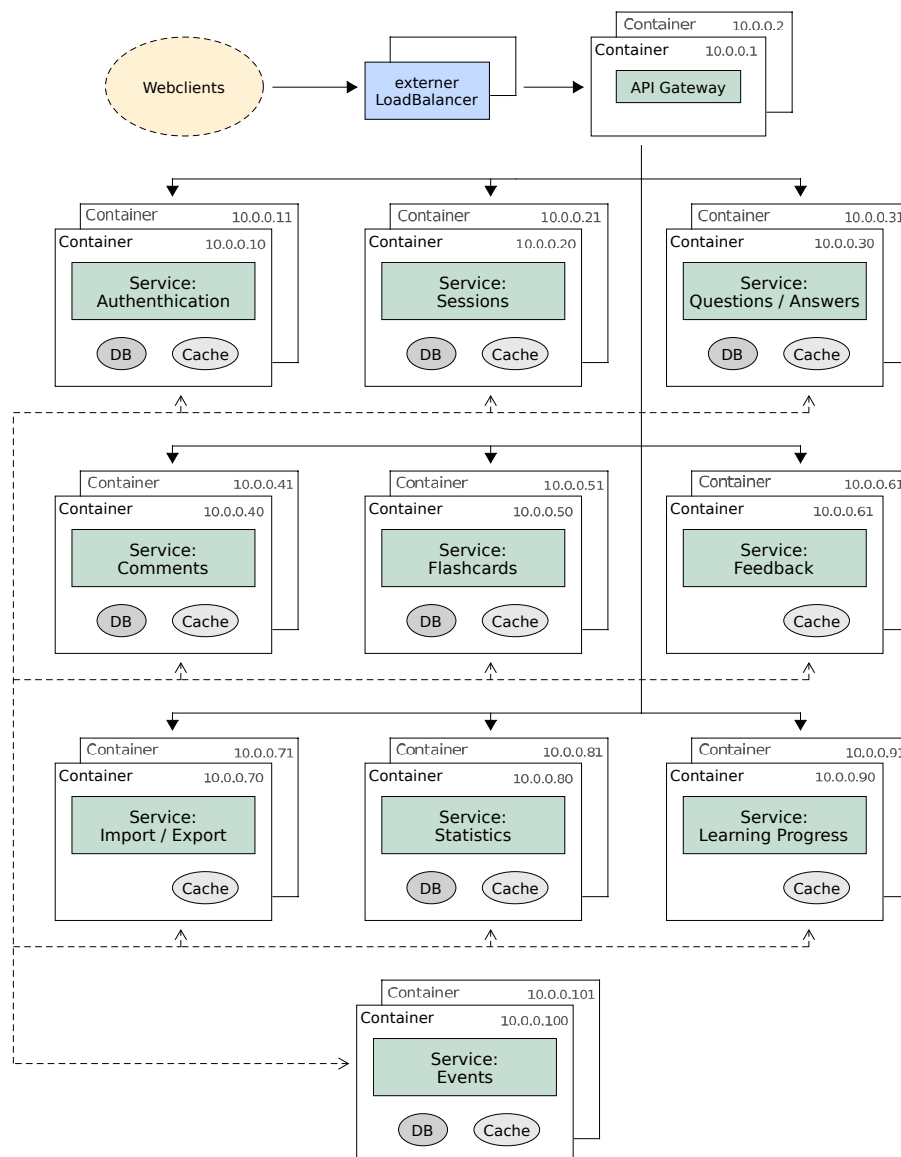 Container 10.0.0.2
Container 10.0.0.1
Webclients
externer
LoadBalancer
API Gateway
Container 10.0.0.11
Container 10.0.0.10
Service:
Authenthication
DB Cache
Container 10.0.0.21
Container 10.0.0.20
Service:
Sessions
DB Cache
Container 10.0.0.31
Container 10.0.0.30
Service:
Questions / Answers
DB Cache
Container 10.0.0.41
Container 10.0.0.40
Service:
Comments
DB Cache
Container 10.0.0.51
Container 10.0.0.50
Service:
Flashcards
DB Cache
Container 10.0.0.61
Container 10.0.0.61
Service:
Feedback
Cache
Container 10.0.0.71
Container 10.0.0.70
Service:
Import / Export
Cache
Container 10.0.0.81
Container 10.0.0.80
Service:
Statistics
DB Cache
Container 10.0.0.91
Container 10.0.0.90
Service:
Learning Progress
Cache
Container 10.0.0.101
Container 10.0.0.100
Service:
Events
DB Cache